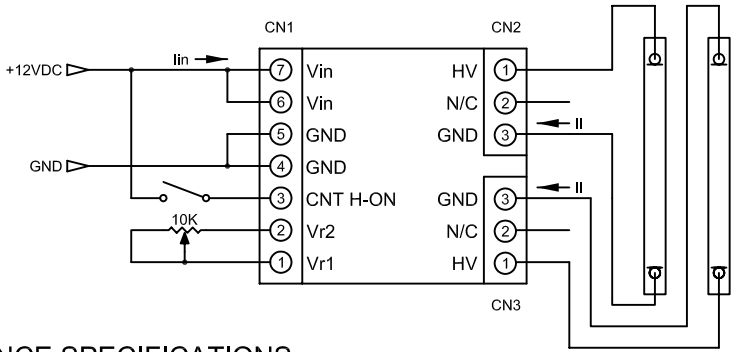 CN1 CN2
+12VDC Iin 7 Vin HV 1
6 Vin N/C 2
5 GND GND 3 Il
GND 4 GND
3 CNT H-ON GND 3 Il
10K 2 Vr2 N/C 2
1 Vr1 HV 1
CN3
SPECIFICATIONS